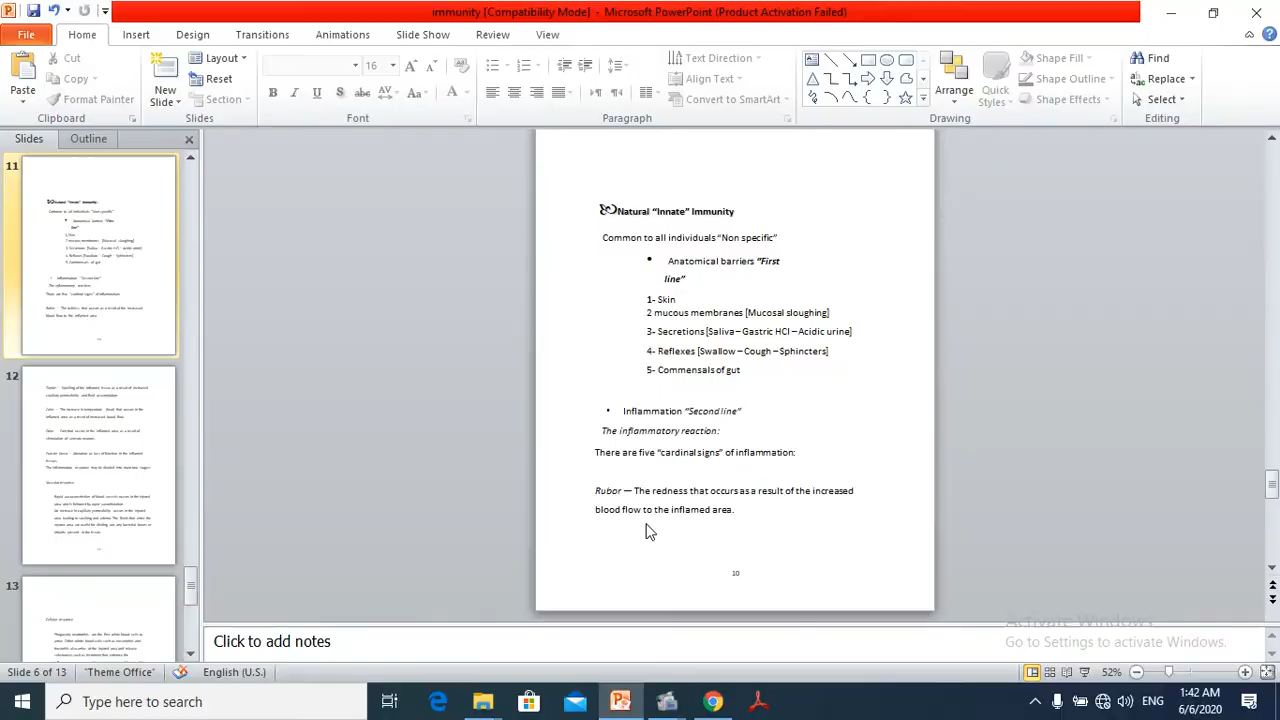 immunity [Compatibility Mode] - Microsoft PowerPoint (Product Activation Failed)
File Home Insert Design Transitions Animations Slide Show Review View
Paste
Cut
Copy
Format Painter
Clipboard
New
Slide
Layout
Reset
Section
Slides
16
Font
Text Direction
Align Text
Convert to SmartArt
Paragraph
Arrange
Quick
Styles
Shape Fill
Shape Outline
Shape Effects
Drawing
Find
Replace
Select
Editing
Slides Outline
11
12
13
Natural "Innate" Immunity
Common to all individuals "Non specific"
• Anatomical barriers "First
line"
1- Skin
2 mucous membranes [Mucosal sloughing]
3- Secretions [Saliva – Gastric HCl – Acidic urine]
4- Reflexes [Swallow – Cough – Sphincters]
5- Commensals of gut
• Inflammation "Second line"
The inflammatory reaction:
There are five "cardinal signs" of inflammation:
Rubor — The redness that occurs as a result of the increased
blood flow to the inflamed area.
10
Click to add notes
Activate Windows
Go to Settings to activate Windows.
Slide 6 of 13 "Theme Office" English (U.S.) 52%
Type here to search
ENG
1:42 AM
6/6/2020